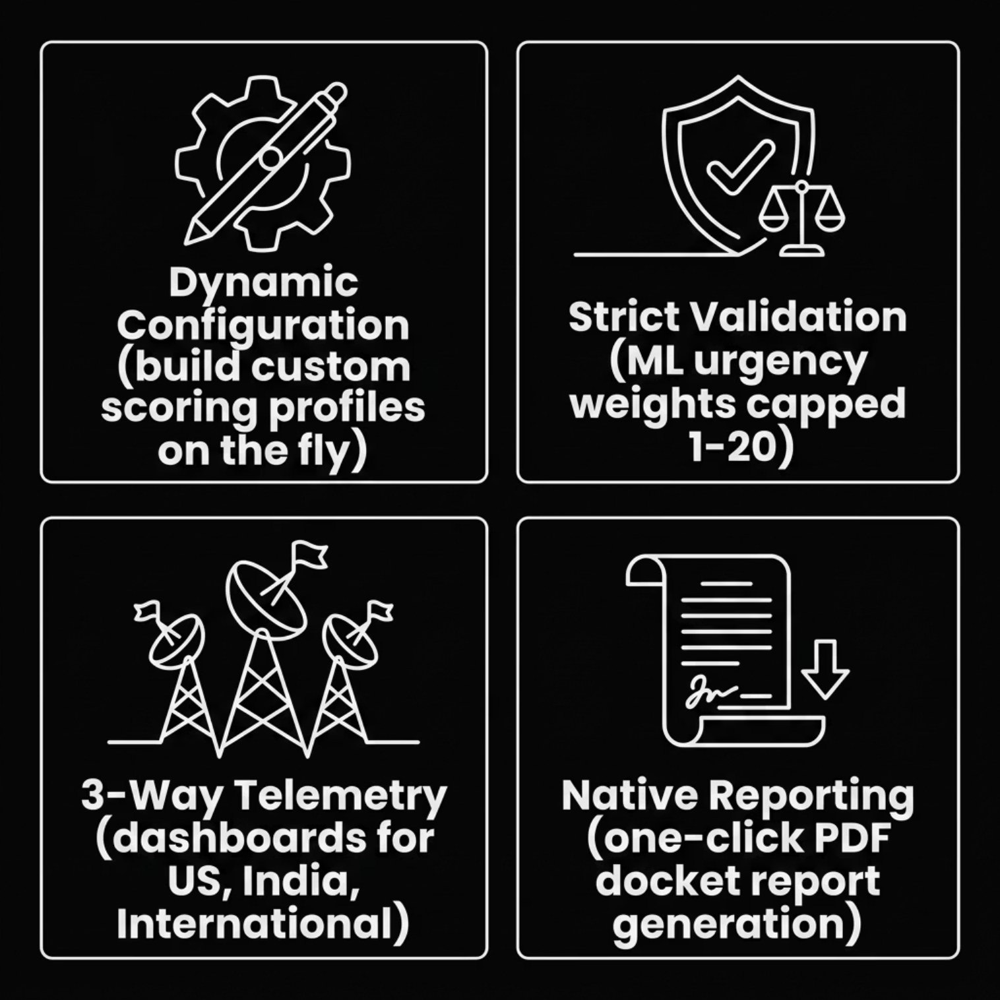 Dynamic
Configuration
(build custom
scoring profiles
on the fly)
Strict Validation
(ML urgency
weights capped
1-20)
3-Way Telemetry
(dashboards for
US, India,
International)
Native Reporting
(one-click PDF
docket report
generation)